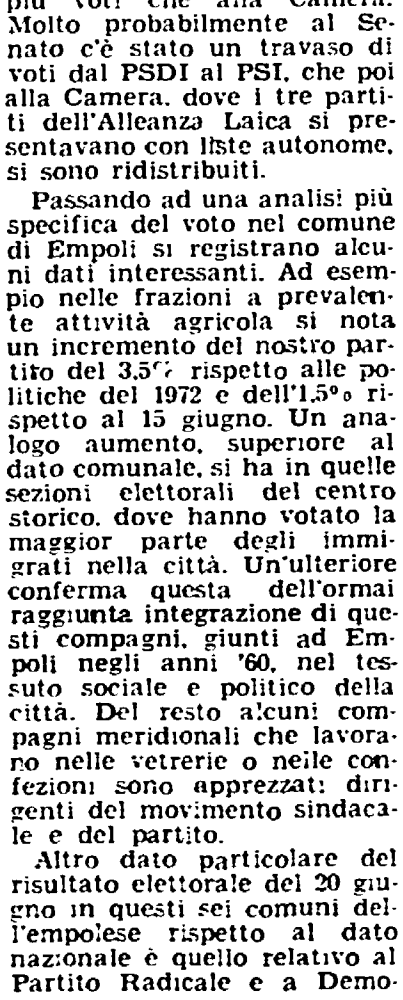 più voti che alla Camera.
Molto probabilmente al Se-
nato c'è stato un travaso di
voti dal PSDI al PSI, che poi
alla Camera, dove i tre parti-
ti dell'Alleanza Laica si pre-
sentavano con liste autonome,
si sono ridistribuiti.
Passando ad una analisi più
specifica del voto nel comune
di Empoli si registrano alcu-
ni dati interessanti. Ad esem-
pio nelle frazioni a prevalen-
te attività agricola si nota
un incremento del nostro par-
tito del 3,5% rispetto alle po-
litiche del 1972 e dell'1,5% ri-
spetto al 15 giugno. Un ana-
logo aumento, superiore al
dato comunale, si ha in quelle
sezioni elettorali del centro
storico, dove hanno votato la
maggior parte degli immi-
grati nella città. Un'ulteriore
conferma questa dell'ormai
raggiunta integrazione di que-
sti compagni, giunti ad Em-
poli negli anni '60, nel tes-
suto sociale e politico della
città. Del resto alcuni com-
pagni meridionali che lavora-
no nelle vetrerie o nelle con-
fezioni sono apprezzati diri-
genti del movimento sindaca-
le e del partito.
Altro dato particolare del
risultato elettorale del 20 giu-
gno in questi sei comuni del-
l'empolese rispetto al dato
nazionale è quello relativo al
Partito Radicale e a Demo-